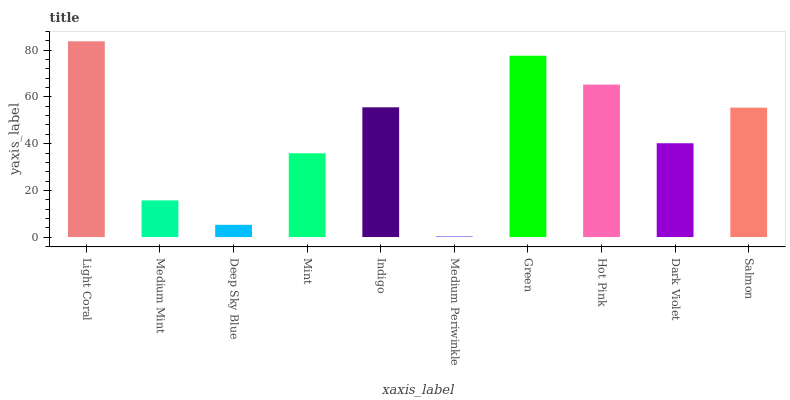 title
yaxis_label
80
60
40
20
0
Light Coral
Medium Mint
Deep Sky Blue
Mint
Indigo
Medium Periwinkle
Green
Hot Pink
Dark Violet
Salmon
xaxis_label